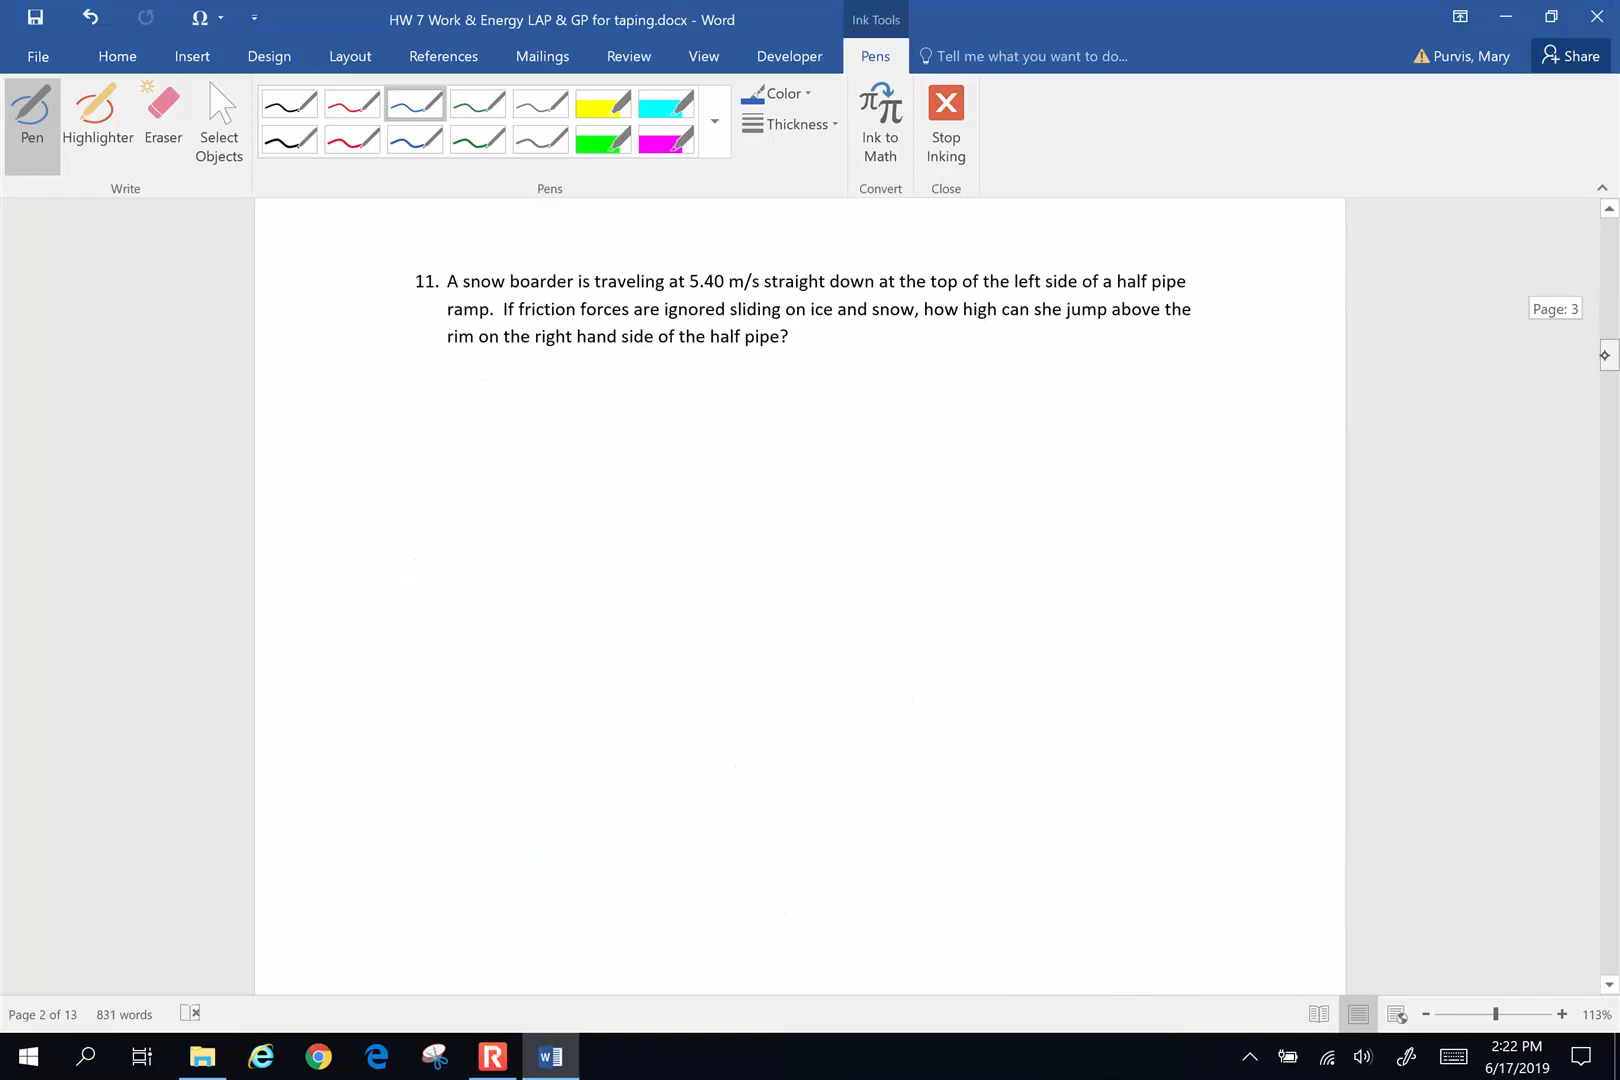 HW 7 Work & Energy LAP & GP for taping.docx - Word
Ink Tools
File Home Insert Design Layout References Mailings Review View Developer Pens Tell me what you want to do... Purvis, Mary Share
Pen Highlighter Eraser Select Objects
Color
Thickness
Ink to Math
Stop Inking
Write Pens Convert Close
11. A snow boarder is traveling at 5.40 m/s straight down at the top of the left side of a half pipe
ramp. If friction forces are ignored sliding on ice and snow, how high can she jump above the
rim on the right hand side of the half pipe?
Page: 3
Page 2 of 13 831 words 113%
2:22 PM
6/17/2019